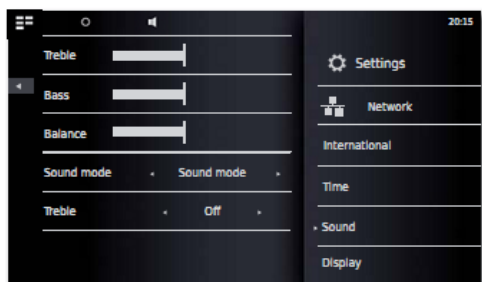 20:15
Treble
Bass
Balance
Sound mode Sound mode
Treble Off
Settings
Network
International
Time
Sound
Display